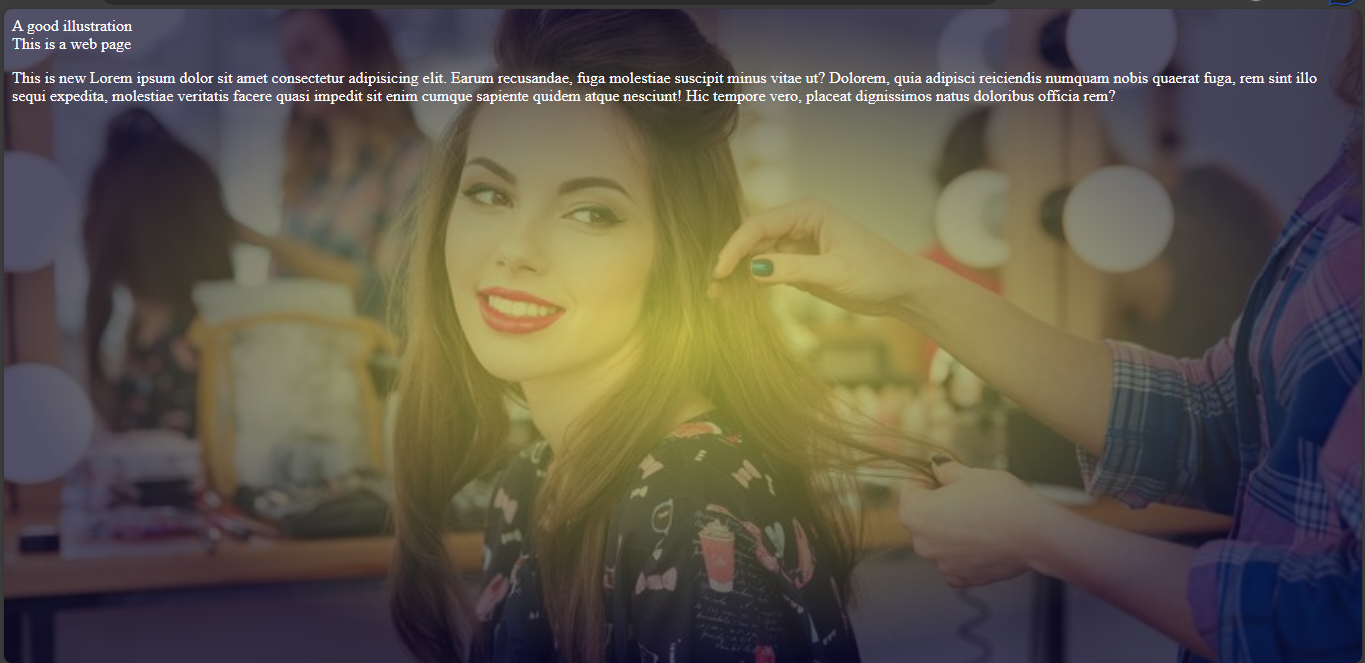 A good illustration
This is a web page
This is new Lorem ipsum dolor sit amet consectetur adipisicing elit. Earum recusandae, fuga molestiae suscipit minus vitae ut? Dolorem, quia adipisci reiciendis numquam nobis quaerat fuga, rem sint illo
sequi expedita, molestiae veritatis facere quasi impedit sit enim cumque sapiente quidem atque nesciunt! Hic tempore vero, placeat dignissimos natus doloribus officia rem?